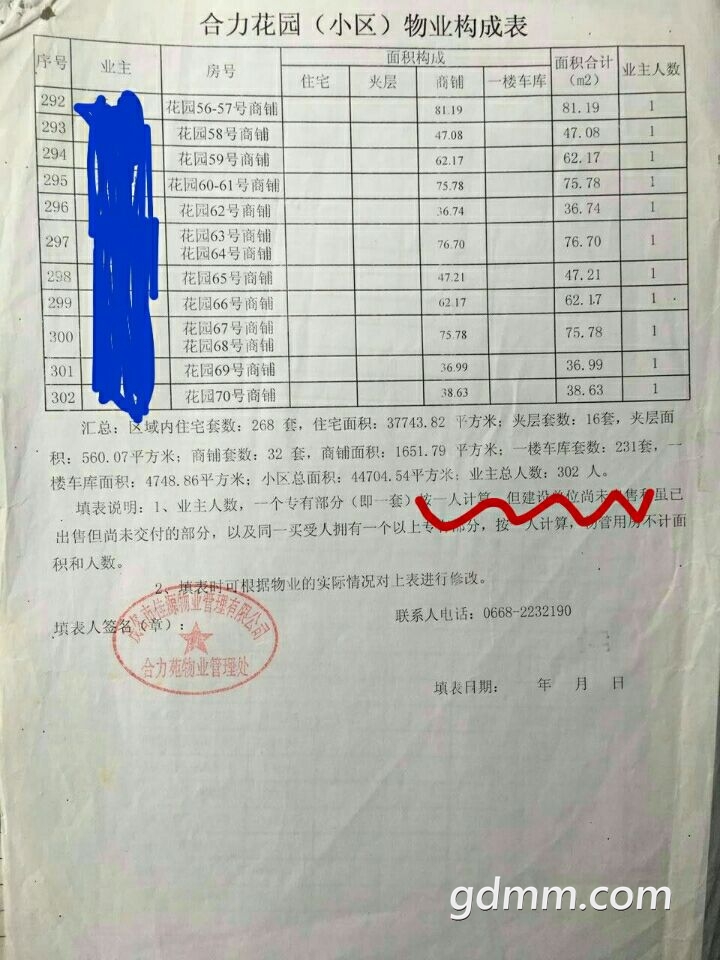 合力花园（小区）物业构成表
序号 业主 房号 面积构成 面积合计（m2） 业主人数
住宅 夹层 商铺 一楼车库
292 花园56-57号商铺 81.19 81.19 1
293 花园58号商铺 47.08 47.08 1
294 花园59号商铺 62.17 62.17 1
295 花园60-61号商铺 75.78 75.78 1
296 花园62号商铺 36.74 36.74 1
297 花园63号商铺 花园64号商铺 76.70 76.70 1
298 花园65号商铺 47.21 47.21 1
299 花园66号商铺 62.17 62.17 1
300 花园67号商铺 花园68号商铺 75.78 75.78 1
301 花园69号商铺 36.99 36.99 1
302 花园70号商铺 38.63 38.63 1
汇总：区域内住宅套数：268 套，住宅面积：37743.82 平方米；夹层套数：16套，夹层面
积：560.07平方米；商铺套数：32 套，商铺面积：1651.79 平方米；一楼车库套数：231套，一
楼车库面积：4748.86平方米；小区总面积：44704.54平方米；业主总人数：302 人。
填表说明：1、业主人数，一个专有部分（即一套）按一人计算，但建设单位尚未出售和虽已
出售但尚未交付的部分，以及同一买受人拥有一个以上专有部分，按一人计算，物管用房不计面
积和人数。
2、填表时可根据物业的实际情况对上表进行修改。
联系人电话：0668-2232190
填表人签名（章）：
物业管理有限公司
合力苑物业管理处
填表日期： 年 月 日
gdmm.com